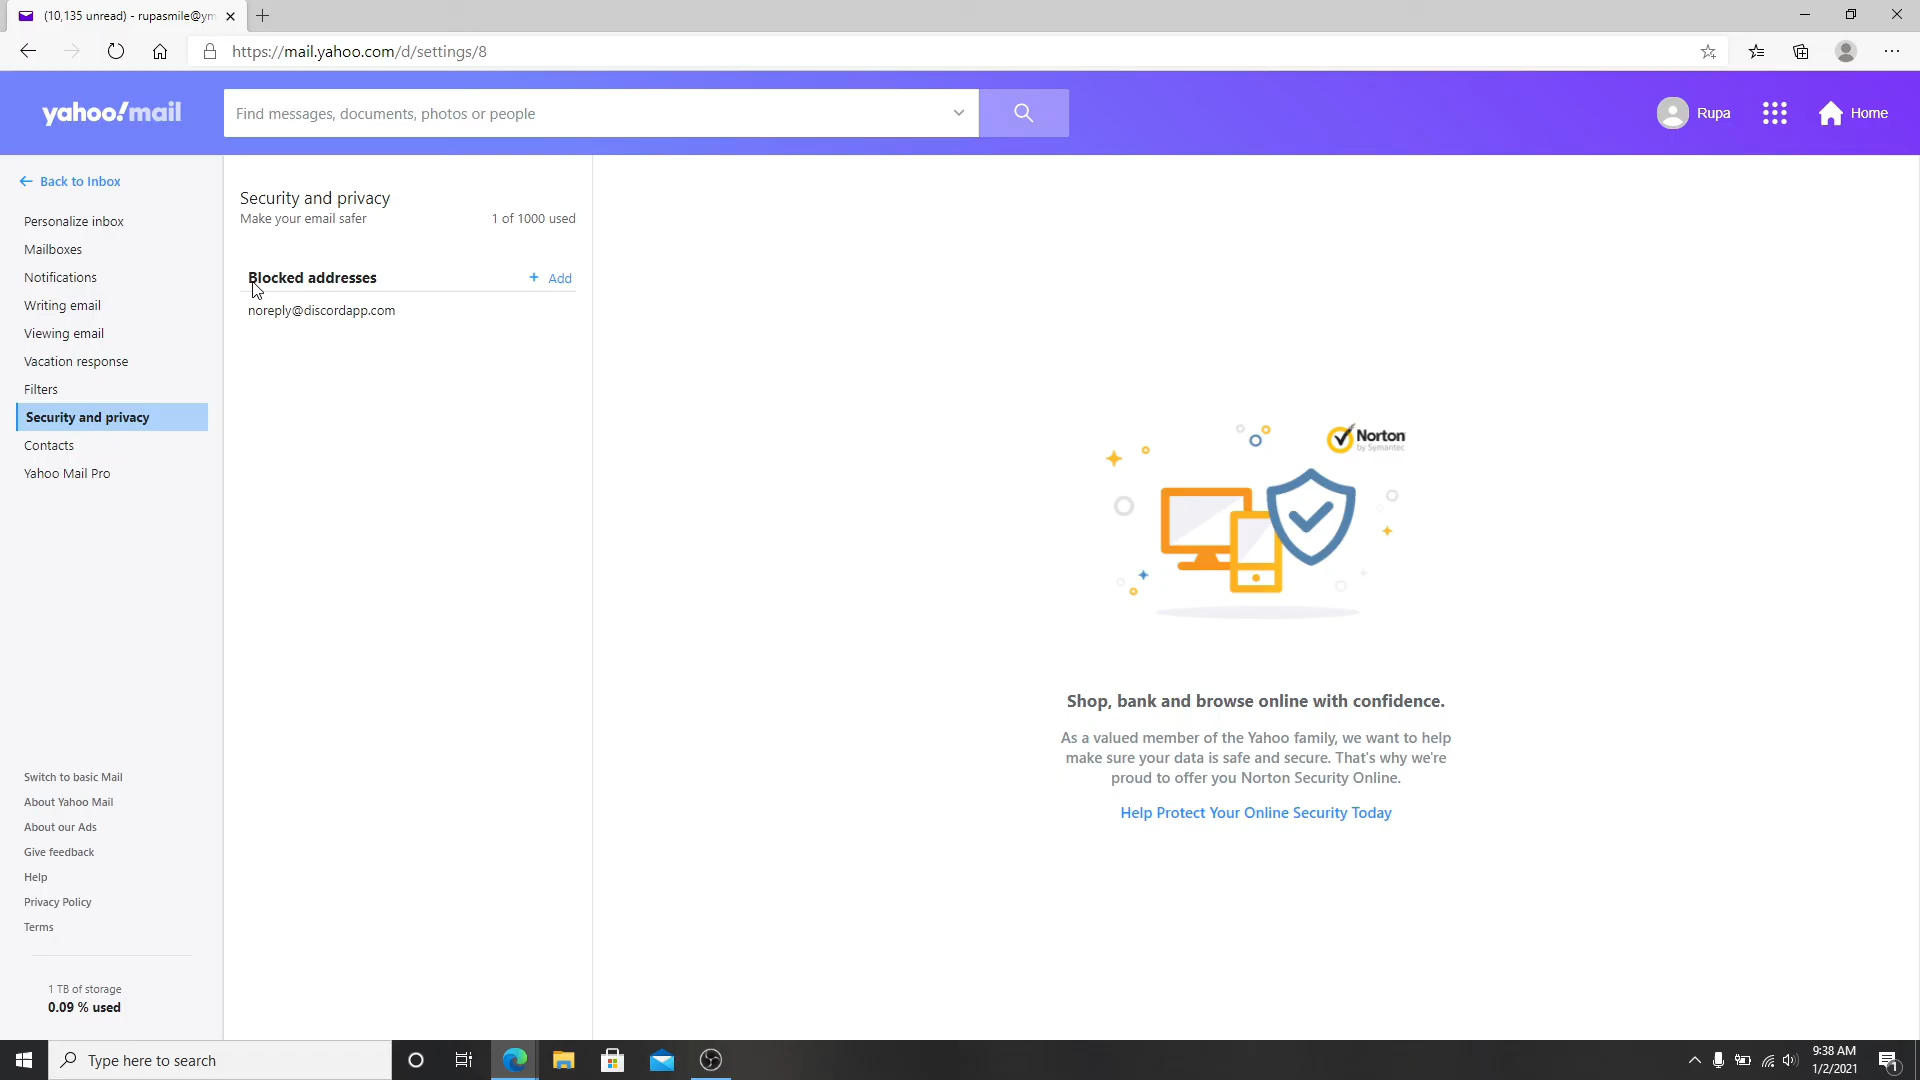 (10,135 unread) - rupasmile@ym
https://mail.yahoo.com/d/settings/8
yahoo!mail
Find messages, documents, photos or people
Rupa
Home
Back to Inbox
Personalize inbox
Mailboxes
Notifications
Writing email
Viewing email
Vacation response
Filters
Security and privacy
Contacts
Yahoo Mail Pro
Switch to basic Mail
About Yahoo Mail
About our Ads
Give feedback
Help
Privacy Policy
Terms
1 TB of storage
0.09 % used
Security and privacy
Make your email safer
1 of 1000 used
Blocked addresses
+ Add
noreply@discordapp.com
Norton
by Symantec
Shop, bank and browse online with confidence.
As a valued member of the Yahoo family, we want to help
make sure your data is safe and secure. That's why we're
proud to offer you Norton Security Online.
Help Protect Your Online Security Today
Type here to search
9:38 AM
1/2/2021
1